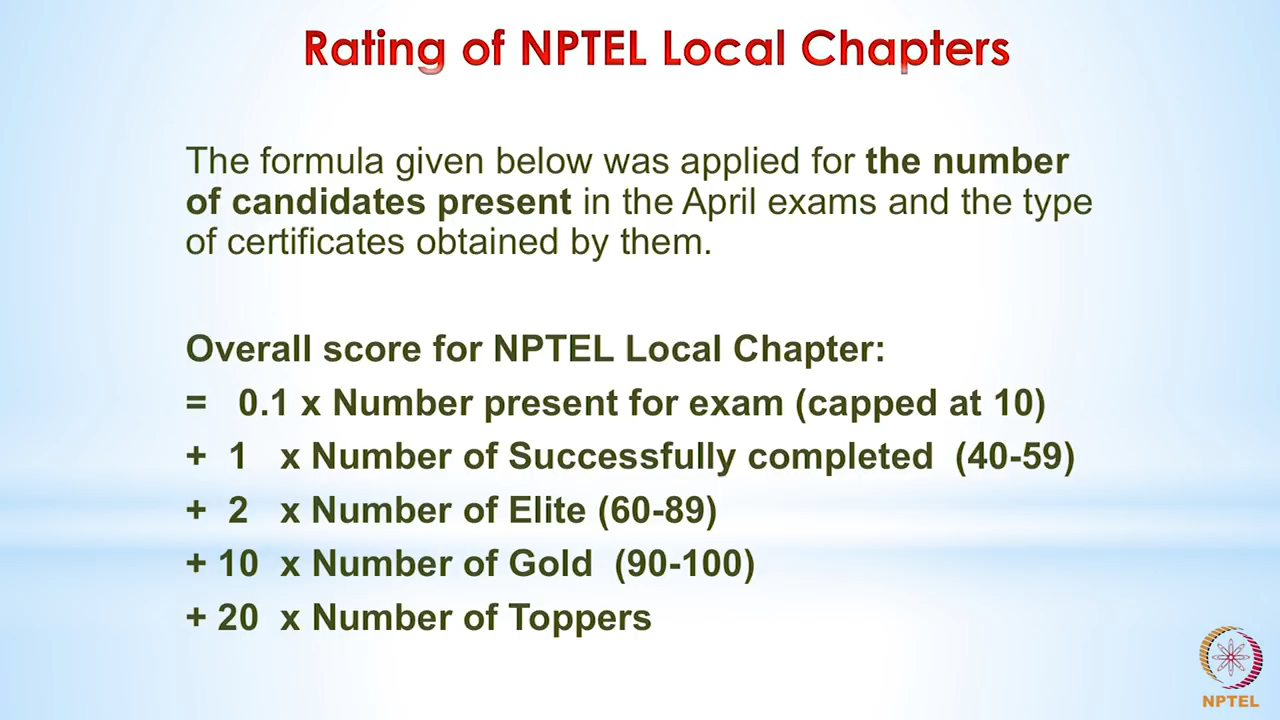 Rating of NPTEL Local Chapters
The formula given below was applied for the number
of candidates present in the April exams and the type
of certificates obtained by them.
Overall score for NPTEL Local Chapter:
= 0.1 x Number present for exam (capped at 10)
+ 1 x Number of Successfully completed (40-59)
+ 2 x Number of Elite (60-89)
+ 10 x Number of Gold (90-100)
+ 20 x Number of Toppers
NPTEL